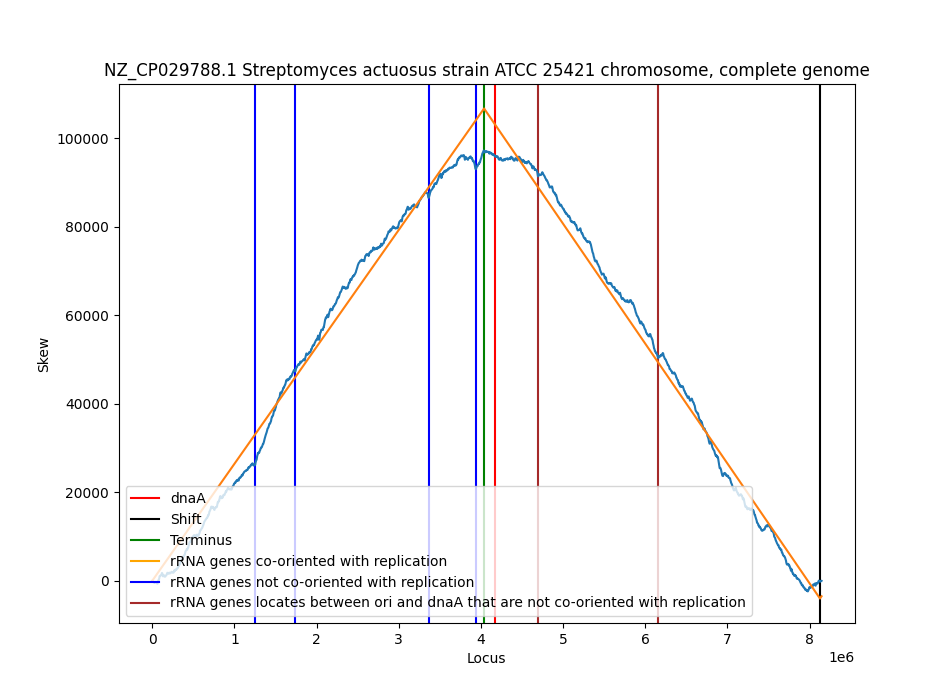 NZ_CP029788.1 Streptomyces actuosus strain ATCC 25421 chromosome, complete genome
100000
80000
60000
40000
20000
0
Skew
dnaA
Shift
Terminus
rRNA genes co-oriented with replication
rRNA genes not co-oriented with replication
rRNA genes locates between ori and dnaA that are not co-oriented with replication
0 1 2 3 4 5 6 7 8
1e6
Locus